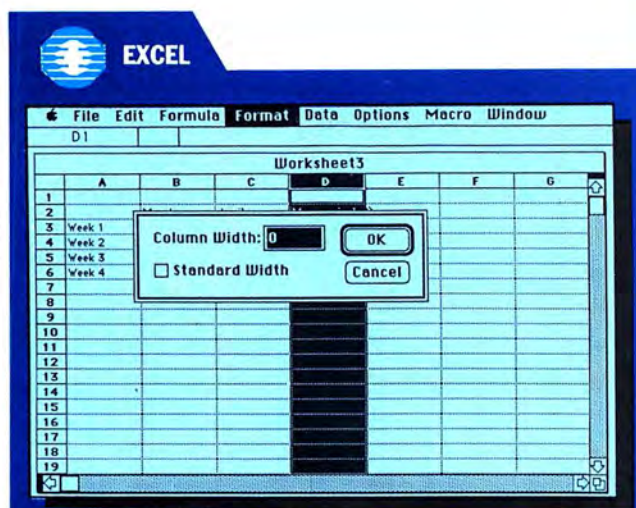 EXCEL
File Edit Formula Format Data Options Macro Window
D1
Worksheet3
A B C D E F G
1
2
3 Week 1
4 Week 2
5 Week 3
6 Week 4
7
8
9
10
11
12
13
14
15
16
17
18
19
Column Width: 0
OK
Standard Width
Cancel